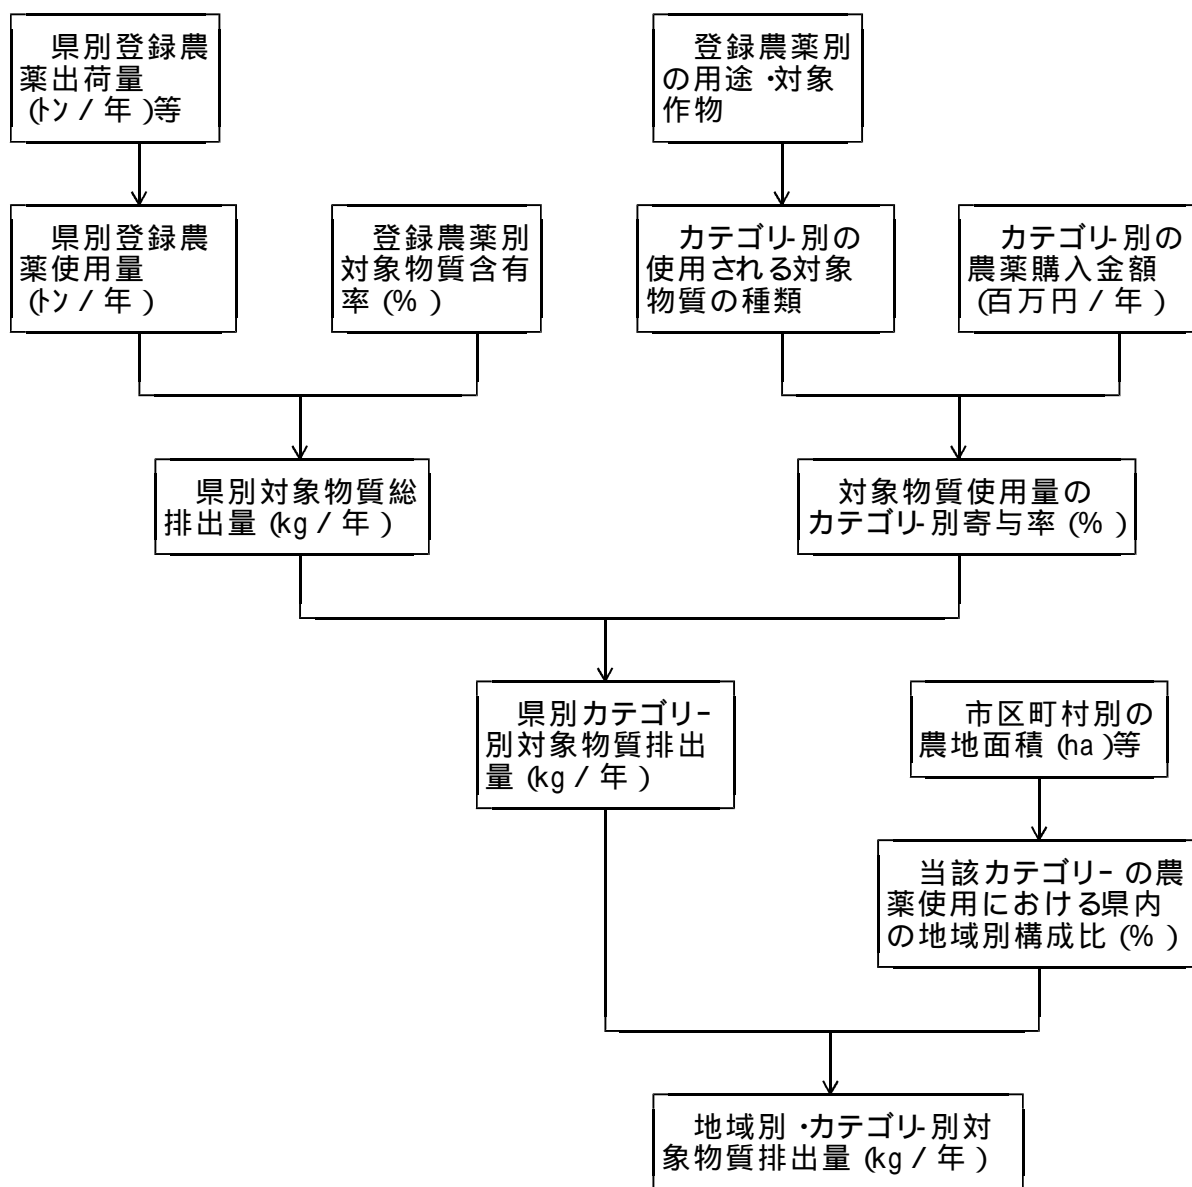 県別登録農
薬出荷量
(トン/年)等
登録農薬別
の用途・対象
作物
県別登録農
薬使用量
(トン/年)
登録農薬別
対象物質含有
率(%)
カテゴリー別の
使用される対象
物質の種類
カテゴリー別の
農薬購入金額
(百万円/年)
県別対象物質総
排出量(kg/年)
対象物質使用量の
カテゴリー別寄与率(%)
県別カテゴリー
別対象物質排出
量(kg/年)
市区町村別の
農地面積(ha)等
当該カテゴリーの農
薬使用における県内
の地域別構成比(%)
地域別・カテゴリー別対
象物質排出量(kg/年)